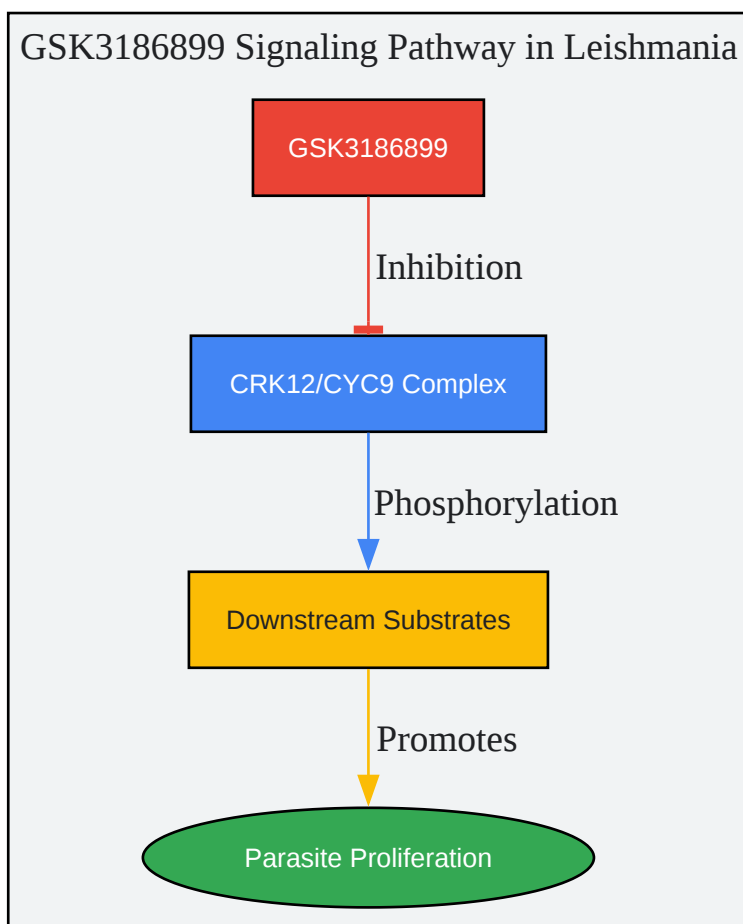 GSK3186899 Signaling Pathway in Leishmania
GSK3186899
Inhibition
CRK12/CYC9 Complex
Phosphorylation
Downstream Substrates
Promotes
Parasite Proliferation